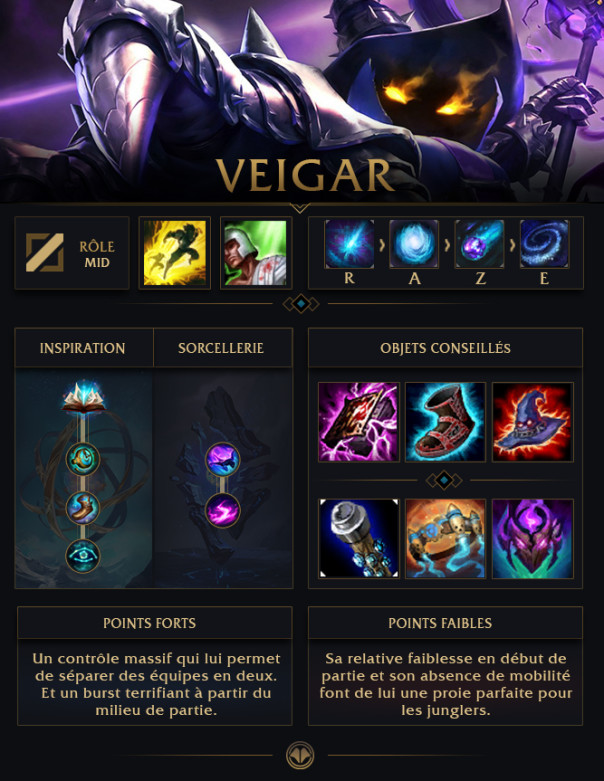 VEIGAR
RÔLE
MID
R A Z E
INSPIRATION
SORCELLERIE
OBJETS CONSEILLÉS
POINTS FORTS
Un contrôle massif qui lui permet
de séparer des équipes en deux.
Et un burst terrifiant à partir du
milieu de partie.
POINTS FAIBLES
Sa relative faiblesse en début de
partie et son absence de mobilité
font de lui une proie parfaite pour
les junglers.